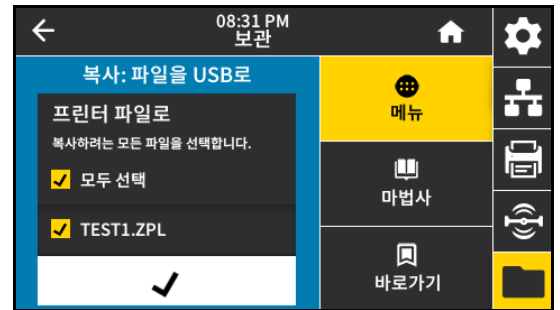 08:31 PM
보관
복사: 파일을 USB로
프린터 파일로
복사하려는 모든 파일을 선택합니다.
모두 선택
TEST1.ZPL
메뉴
마법사
바로가기